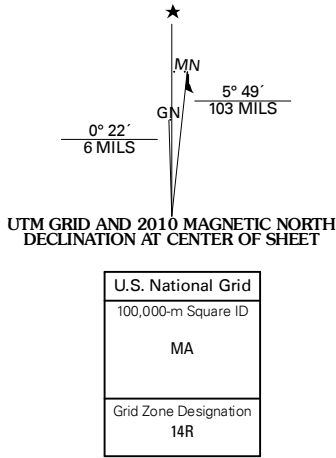 MN
5° 49´
103 MILS
GN
0° 22´
6 MILS
UTM GRID AND 2010 MAGNETIC NORTH
DECLINATION AT CENTER OF SHEET
U.S. National Grid
100,000-m Square ID
MA
Grid Zone Designation
14R